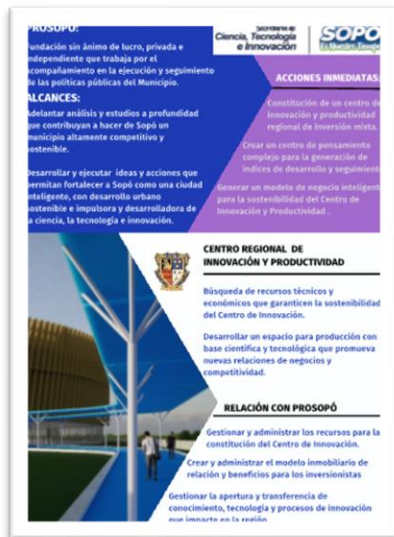 PROSOPO:
Fundación sin ánimo de lucro, privada e
independiente que trabaja por el
acompañamiento en la ejecución y seguimiento
de las políticas públicas del Municipio.
ALCANCES:
Adelantar análisis y estudios a profundidad
que contribuyan a hacer de Sopó un
municipio altamente competitivo y
sostenible.
Desarrollar y ejecutar ideas y acciones que
permitan fortalecer a Sopó como una ciudad
inteligente, con desarrollo urbano
sostenible e impulsora y desarrolladora de
la ciencia, la tecnología e innovación.
Secretaría de
Ciencia, Tecnología
e Innovación
SOPÓ
Es Nuestro Tiempo
ACCIONES INMEDIATAS:
Constitución de un centro de
innovación y productividad
regional de inversión mixta.
Crear un centro de pensamiento
complejo para la generación de
índices de desarrollo y seguimiento
Generar un modelo de negocio inteligente
para la sostenibilidad del Centro de
Innovación y Productividad .
CENTRO REGIONAL DE
INNOVACIÓN Y PRODUCTIVIDAD
Búsqueda de recursos técnicos y
económicos que garanticen la sostenibilidad
del Centro de Innovación.
Desarrollar un espacio para producción con
base científica y tecnológica que promueva
nuevas relaciones de negocios y
competitividad.
RELACIÓN CON PROSOPÓ
Gestionar y administrar los recursos para la
constitución del Centro de Innovación.
Crear y administrar el modelo inmobiliario de
relación y beneficios para los inversionistas
Gestionar la apertura y transferencia de
conocimiento, tecnología y procesos de innovación
que impacte en la región